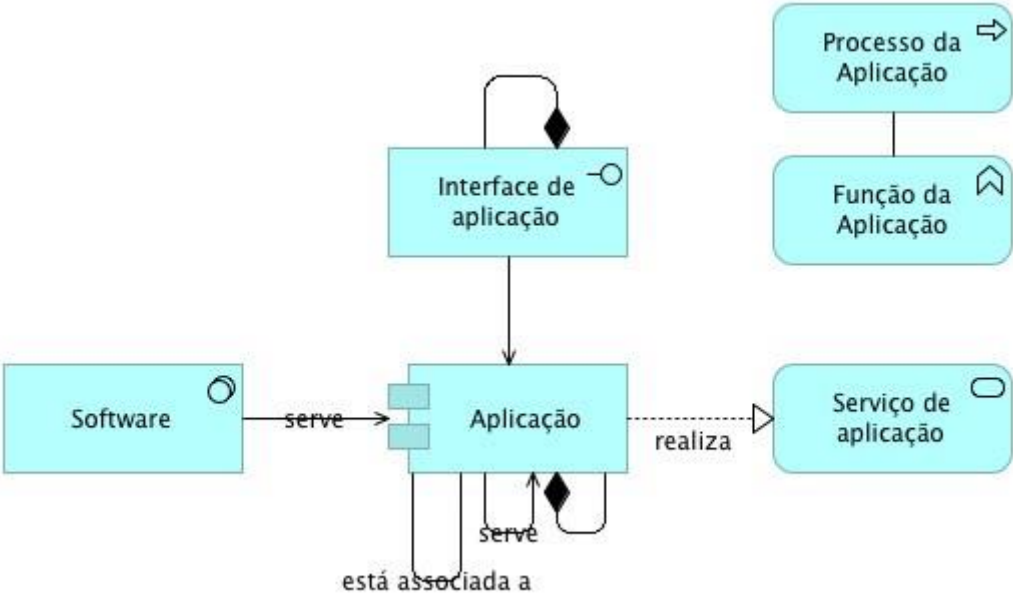 Processo da
Aplicação
Interface de
aplicação
Função da
Aplicação
Software
serve
Aplicação
realiza
Serviço de
aplicação
serve
está associada a